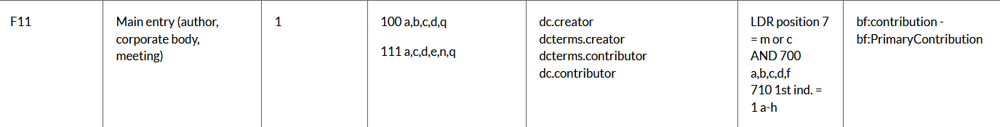 F11
Main entry (author,
corporate body,
meeting)
1
100 a,b,c,d,q
111 a,c,d,e,n,q
dc.creator
dcterms.creator
dcterms.contributor
dc.contributor
LDR position 7
= m or c
AND 700
a,b,c,d,f
710 1st ind. =
1 a-h
bf:contribution -
bf:PrimaryContribution